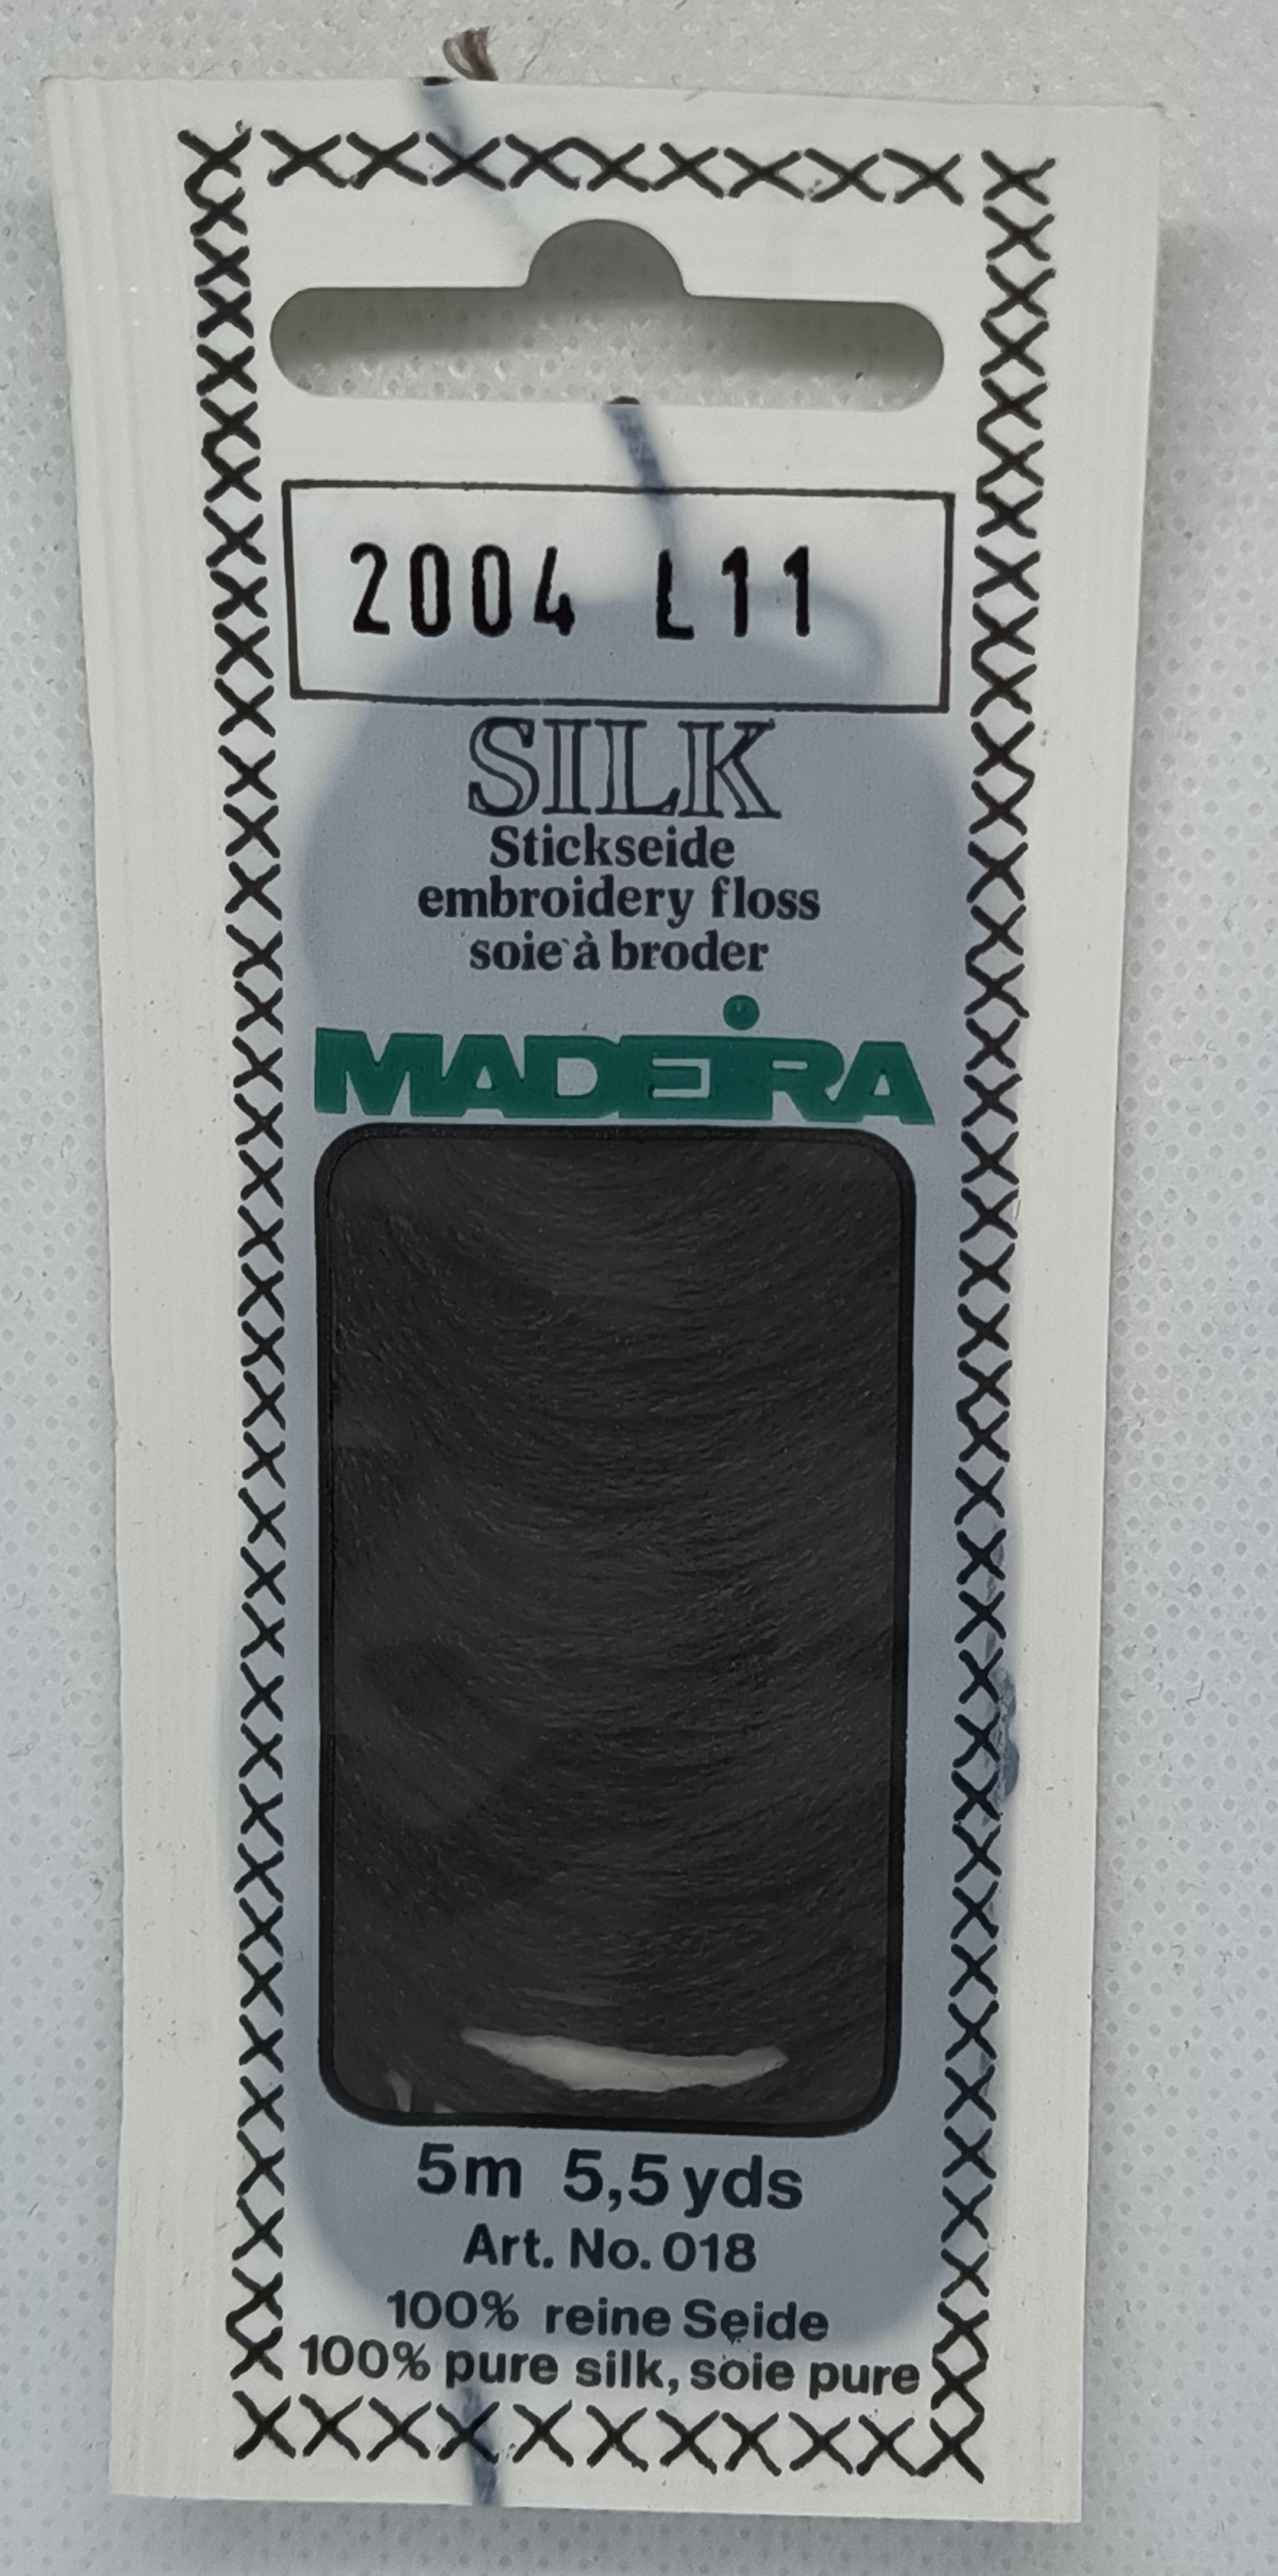 2004 L11
SILK
Stickseide
embroidery floss
soie à broder
MADEIRA
5m 5,5 yds
Art. No. 018
100% reine Seide
100% pure silk, soie pure